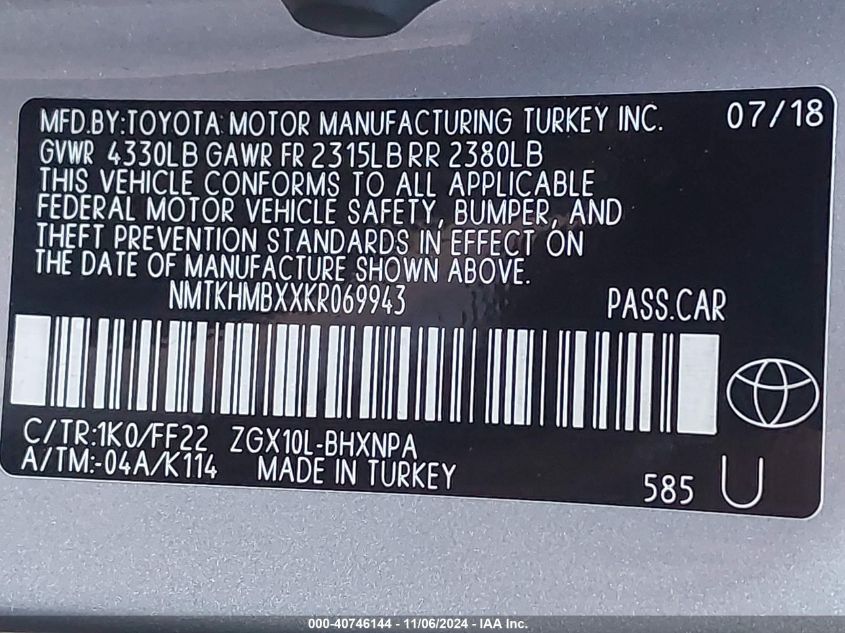 MFD.BY:TOYOTA MOTOR MANUFACTURING TURKEY INC. 07/18
GVWR 4330LB GAWR FR 2315LB RR 2380LB
THIS VEHICLE CONFORMS TO ALL APPLICABLE
FEDERAL MOTOR VEHICLE SAFETY, BUMPER, AND
THEFT PREVENTION STANDARDS IN EFFECT ON
THE DATE OF MANUFACTURE SHOWN ABOVE.
NMTKHMBXXKR069943 PASS.CAR
C/TR:1K0/FF22 ZGX10L-BHXNPA
A/TM:-04A/K114 MADE IN TURKEY
585 U
000-40746144 — 11/06/2024 — IAA Inc.